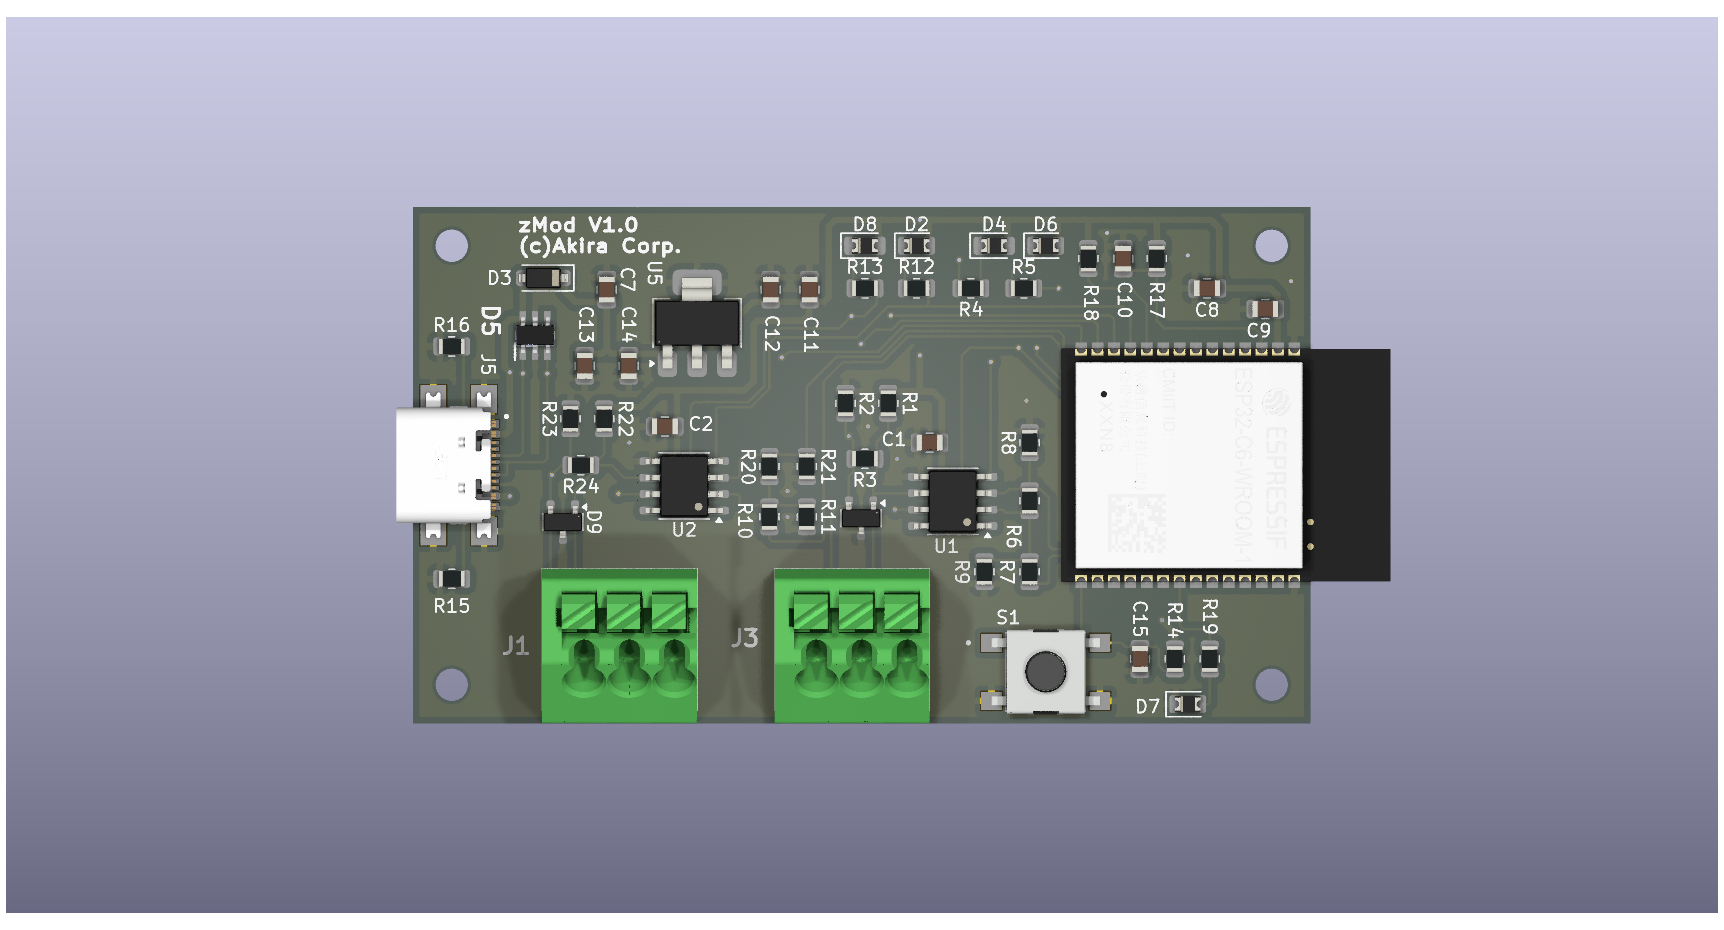 zMod V1.0
(c)Akira Corp.
D8
D2
D4
D6
U5
D3
C7
R13
R12
R5
R4
R18
C10
R17
C8
C9
D5
R16
C13
C14
C12
C11
J5
R23
R22
C2
R2
R1
C1
R8
ESP32-C6-WROOM-1
ESPRESSIF
R20
R21
R3
R24
D9
U2
R10
R11
U1
R6
R9
R7
R15
J1
J3
S1
C15
R14
R19
D7